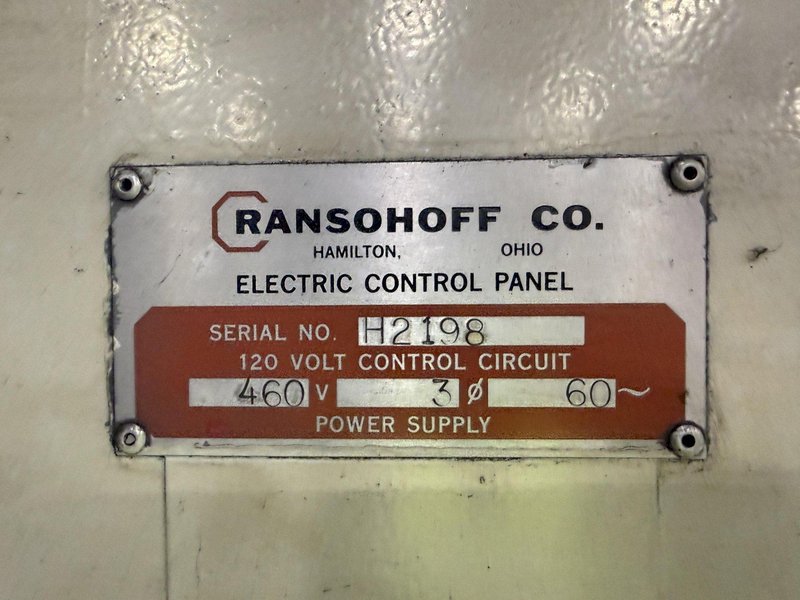 RANSOHOFF CO.
HAMILTON, OHIO
ELECTRIC CONTROL PANEL
SERIAL NO. H2198
120 VOLT CONTROL CIRCUIT
460 V 3 ø 60 ~
POWER SUPPLY